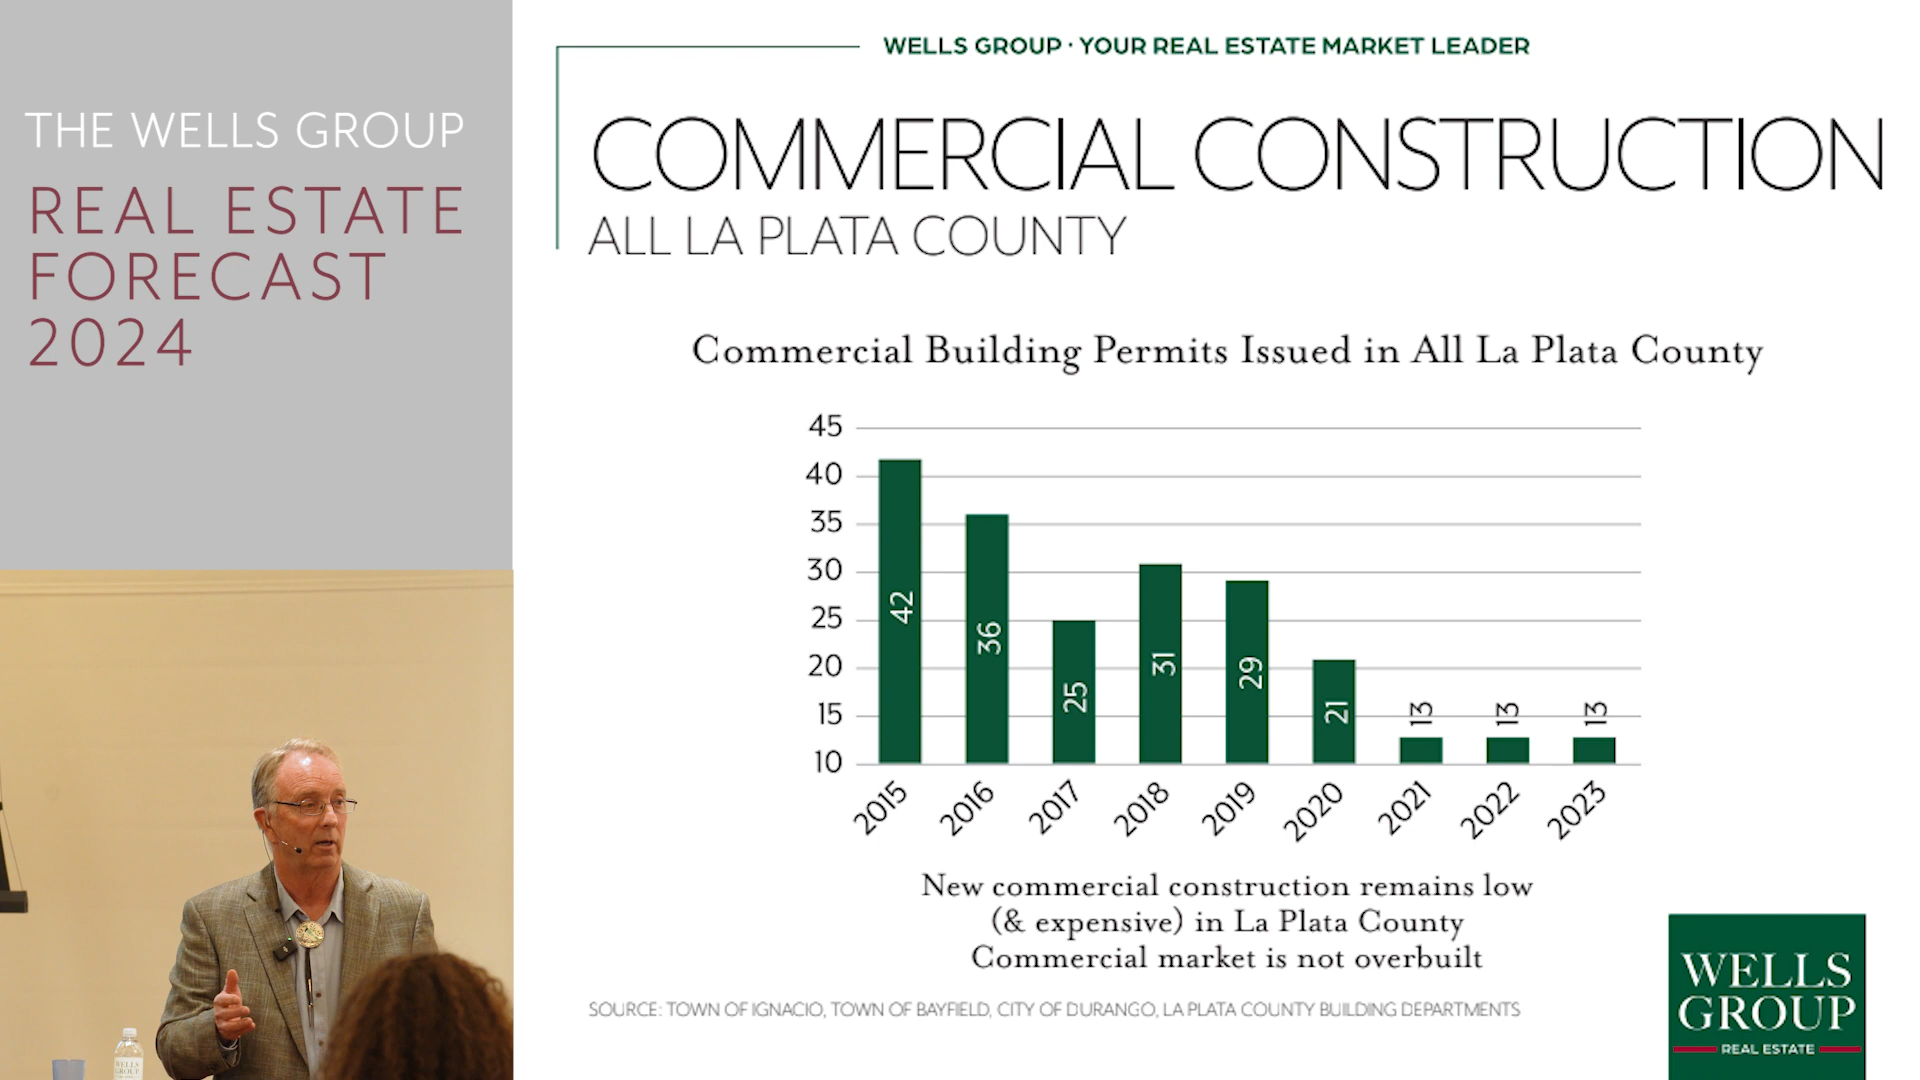 THE WELLS GROUP
REAL ESTATE
FORECAST
2024
WELLS GROUP · YOUR REAL ESTATE MARKET LEADER
COMMERCIAL CONSTRUCTION
ALL LA PLATA COUNTY
Commercial Building Permits Issued in All La Plata County
45
40
35
30
25
20
15
10
42
36
25
31
29
21
13
13
13
2015
2016
2017
2018
2019
2020
2021
2022
2023
New commercial construction remains low
(& expensive) in La Plata County
Commercial market is not overbuilt
SOURCE: TOWN OF IGNACIO, TOWN OF BAYFIELD, CITY OF DURANGO, LA PLATA COUNTY BUILDING DEPARTMENTS
WELLS
GROUP
REAL ESTATE
WELLS
GROUP